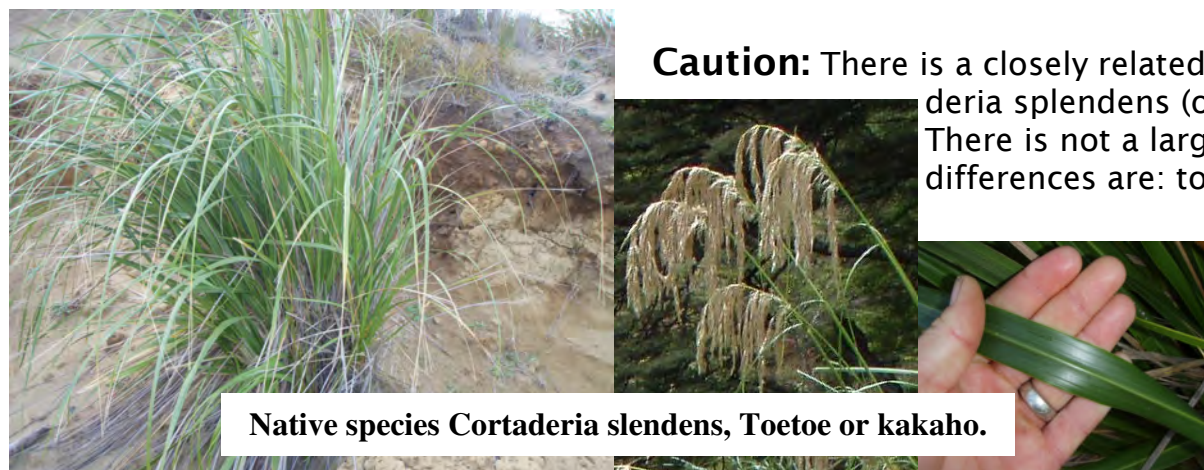 Caution: There is a closely related
deria splendens (
There is not a larg
differences are: to
Native species Cortaderia slendens, Toetoe or kakaho.